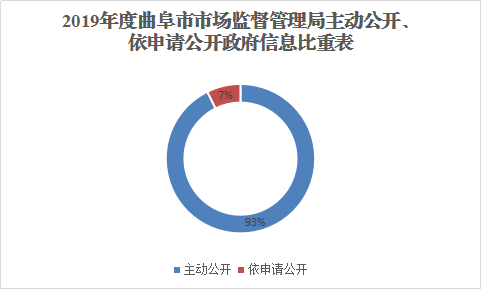 2019年度曲阜市市场监督管理局主动公开、
依申请公开政府信息比重表
7%
93%
主动公开 依申请公开